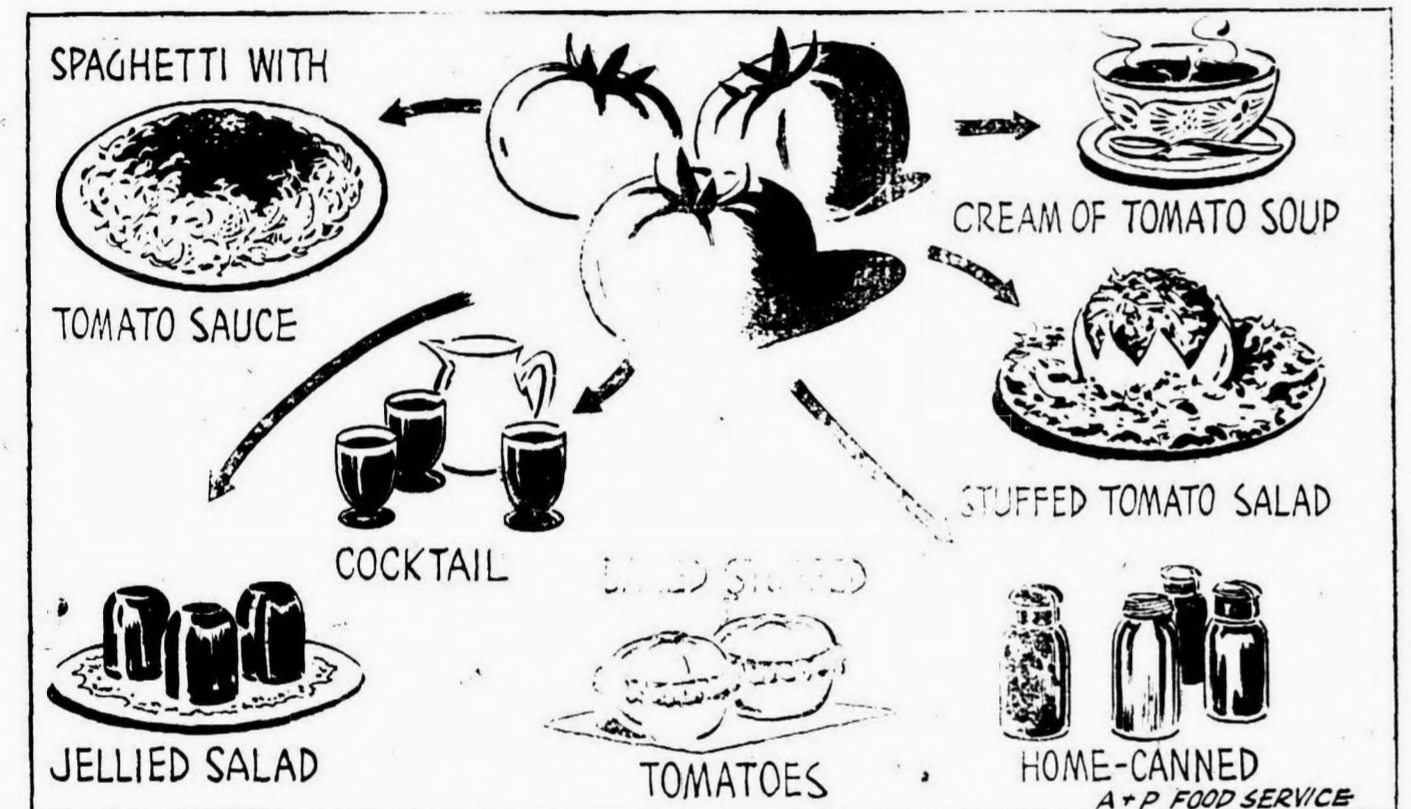 SPAGHETTI WITH
TOMATO SAUCE
CREAM OF TOMATO SOUP
STUFFED TOMATO SALAD
COCKTAIL
JELLIED SALAD
STUFFED
TOMATOES
HOME-CANNED
A+P FOOD SERVICE